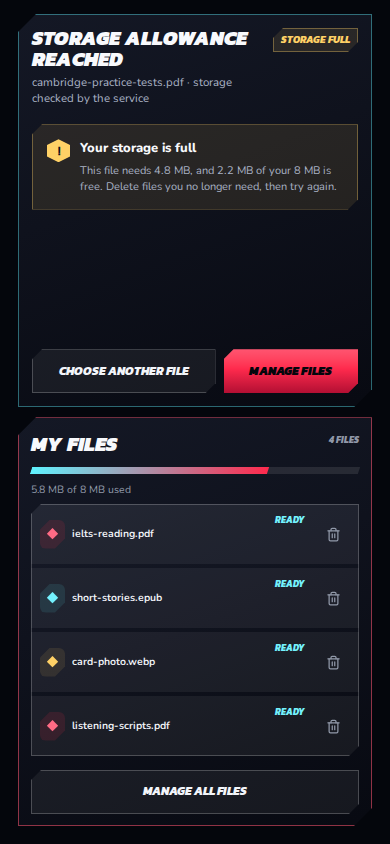 STORAGE ALLOWANCE
REACHED
STORAGE FULL
cambridge-practice-tests.pdf · storage
checked by the service
!
Your storage is full
This file needs 4.8 MB, and 2.2 MB of your 8 MB is
free. Delete files you no longer need, then try again.
CHOOSE ANOTHER FILE
MANAGE FILES
MY FILES
4 FILES
5.8 MB of 8 MB used
READY
ielts-reading.pdf
READY
short-stories.epub
READY
card-photo.webp
READY
listening-scripts.pdf
MANAGE ALL FILES